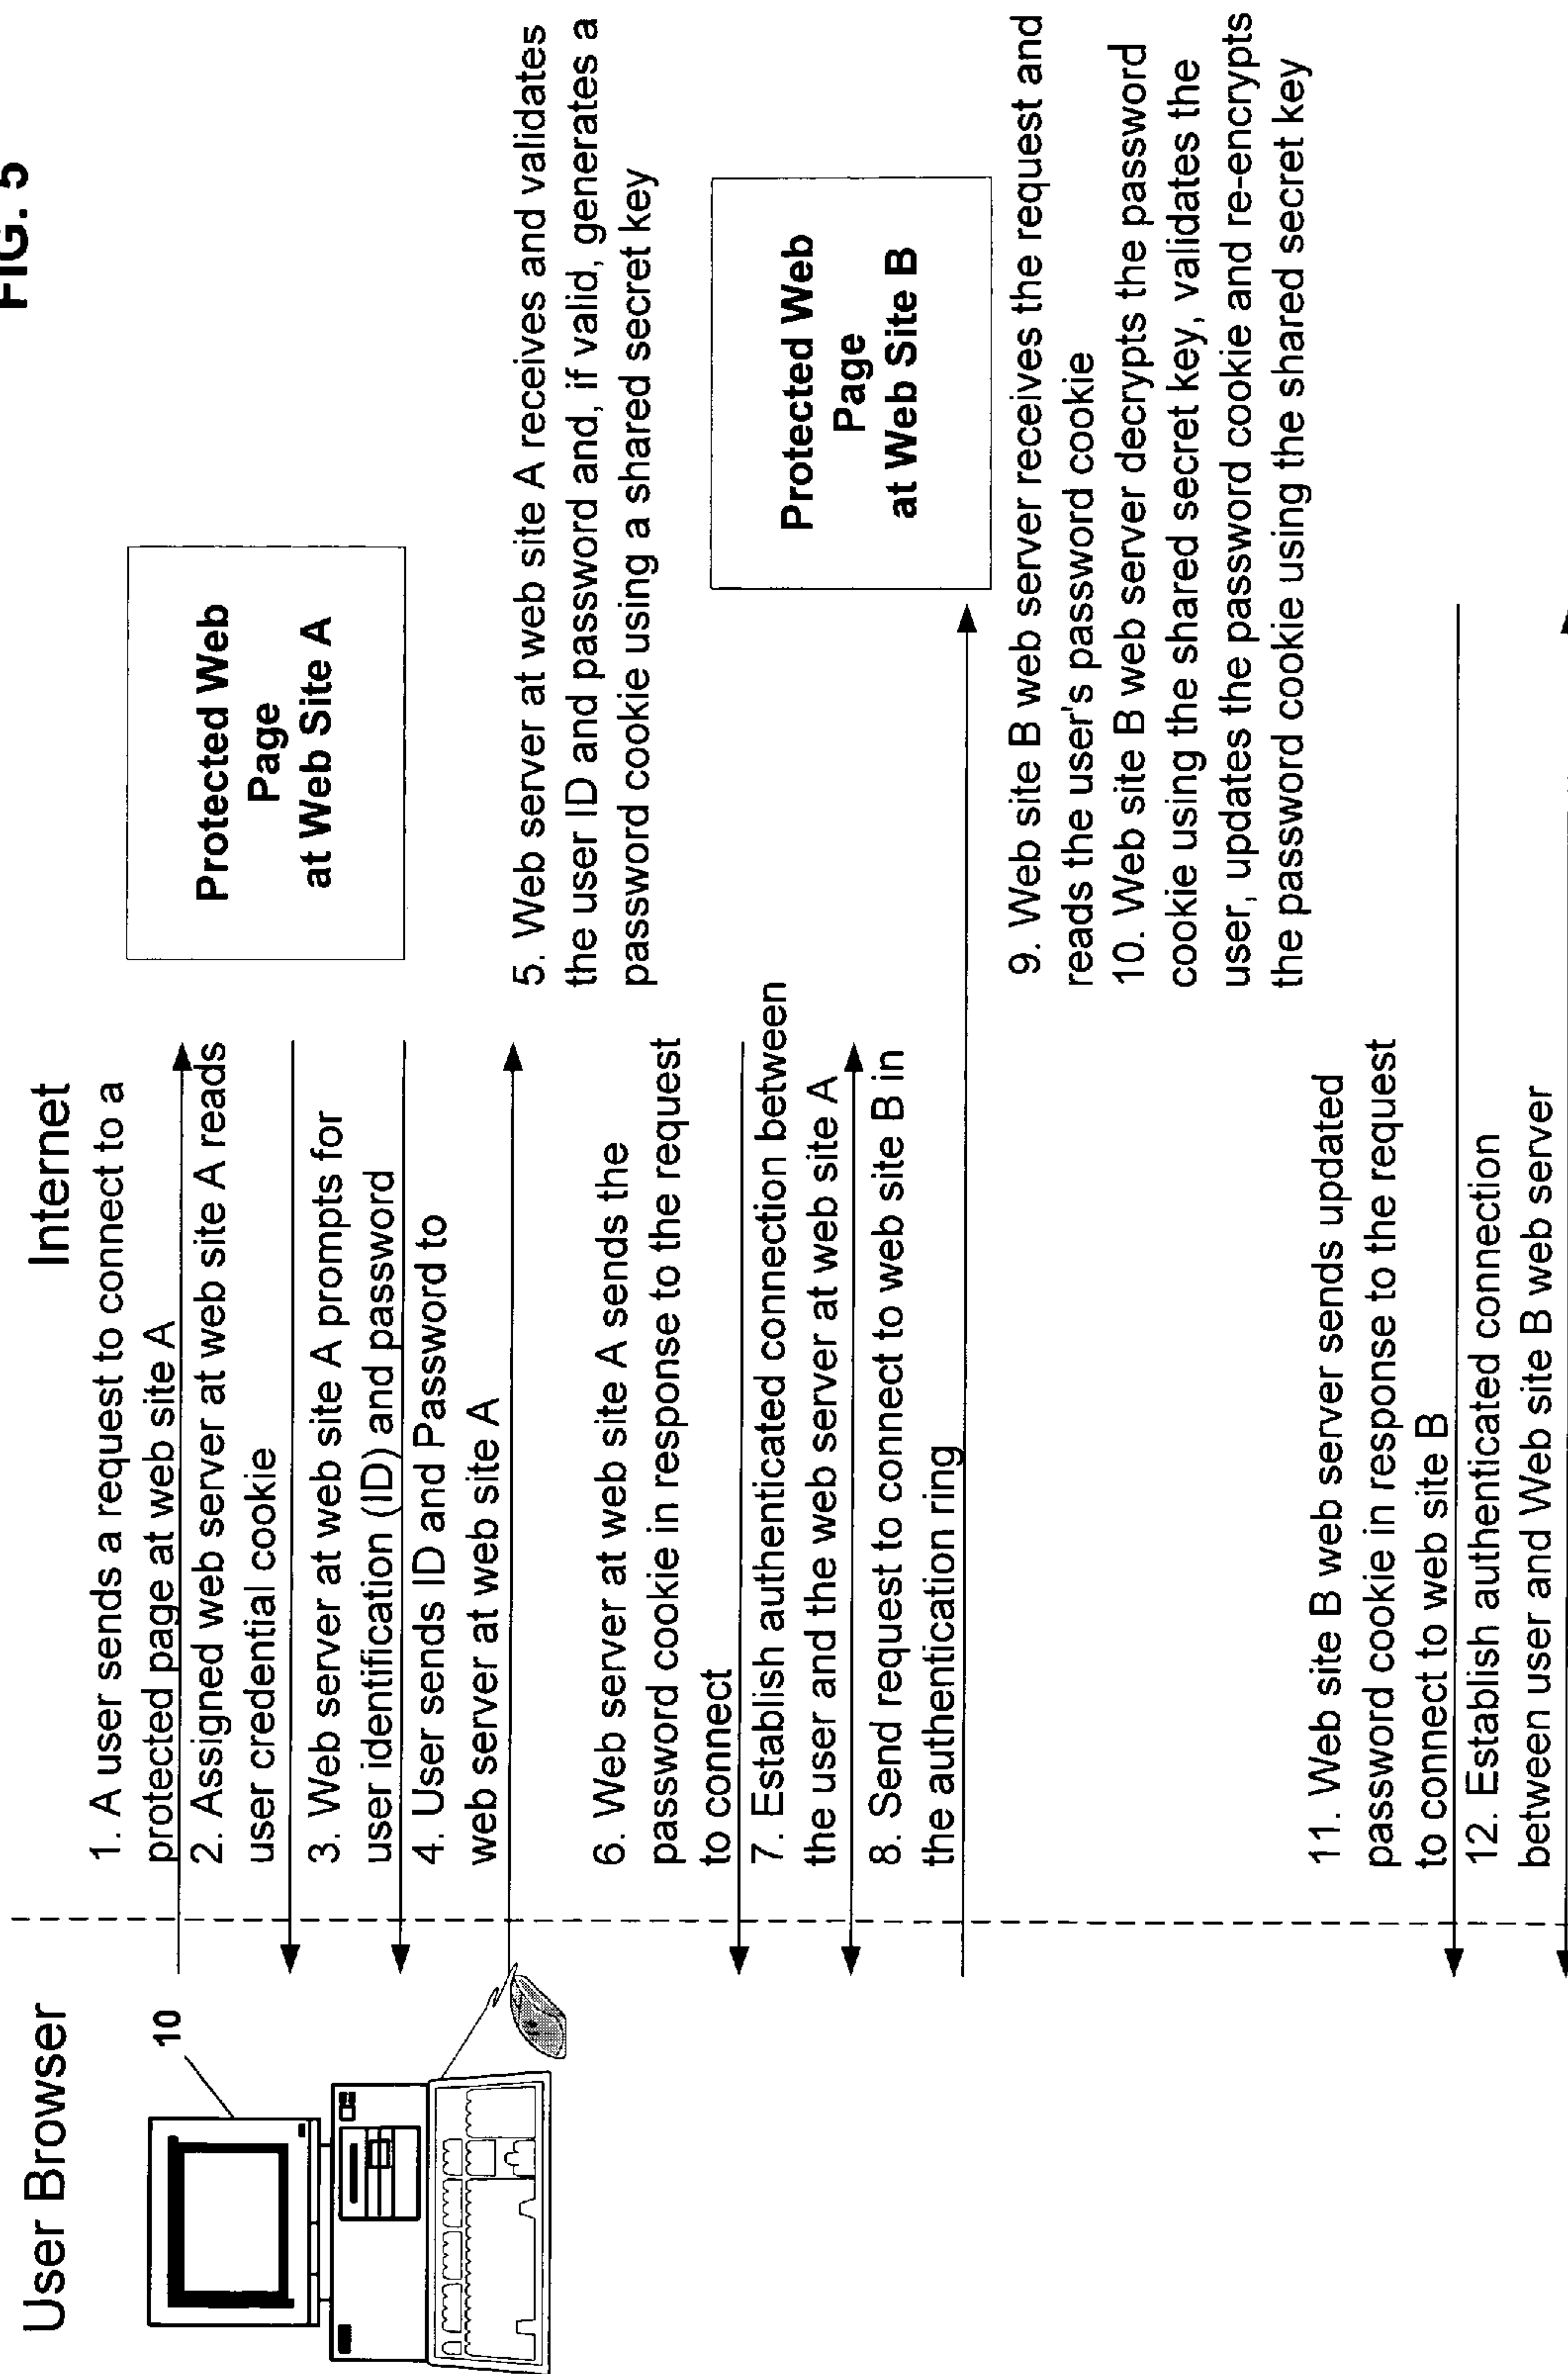 FIG. 5
User Browser
Internet
10
1. A user sends a request to connect to a
protected page at web site A
2. Assigned web server at web site A reads
user credential cookie
3. Web server at web site A prompts for
user identification (ID) and password
4. User sends ID and Password to
web server at web site A
Protected Web
Page
at Web Site A
5. Web server at web site A receives and validates
the user ID and password and, if valid, generates a
password cookie using a shared secret key
6. Web server at web site A sends the
password cookie in response to the request
to connect
7. Establish authenticated connection between
the user and the web server at web site A
8. Send request to connect to web site B in
the authentication ring
Protected Web
Page
at Web Site B
9. Web site B web server receives the request and
reads the user's password cookie
10. Web site B web server decrypts the password
cookie using the shared secret key, validates the
user, updates the password cookie and re-encrypts
the password cookie using the shared secret key
11. Web site B web server sends updated
password cookie in response to the request
to connect to web site B
12. Establish authenticated connection
between user and Web site B web server